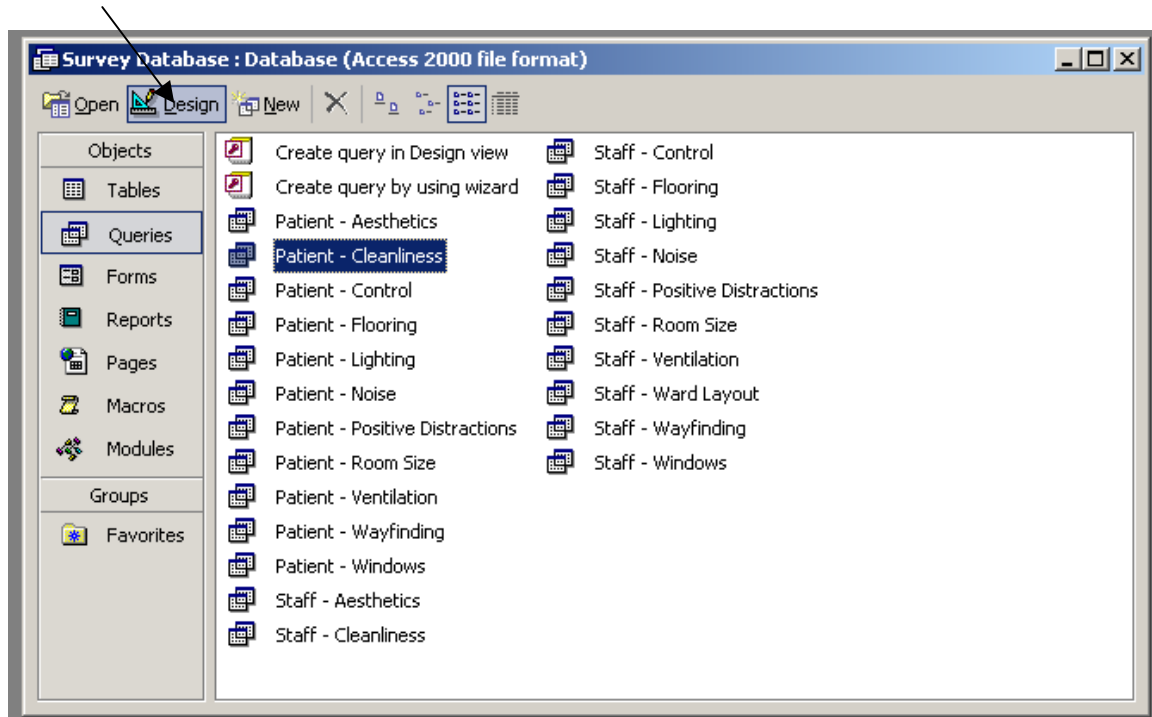 Survey Database : Database (Access 2000 file format)
Open Design New
Objects
Tables
Queries
Forms
Reports
Pages
Macros
Modules
Groups
Favorites
Create query in Design view
Create query by using wizard
Patient - Aesthetics
Patient - Cleanliness
Patient - Control
Patient - Flooring
Patient - Lighting
Patient - Noise
Patient - Positive Distractions
Patient - Room Size
Patient - Ventilation
Patient - Wayfinding
Patient - Windows
Staff - Aesthetics
Staff - Cleanliness
Staff - Control
Staff - Flooring
Staff - Lighting
Staff - Noise
Staff - Positive Distractions
Staff - Room Size
Staff - Ventilation
Staff - Ward Layout
Staff - Wayfinding
Staff - Windows